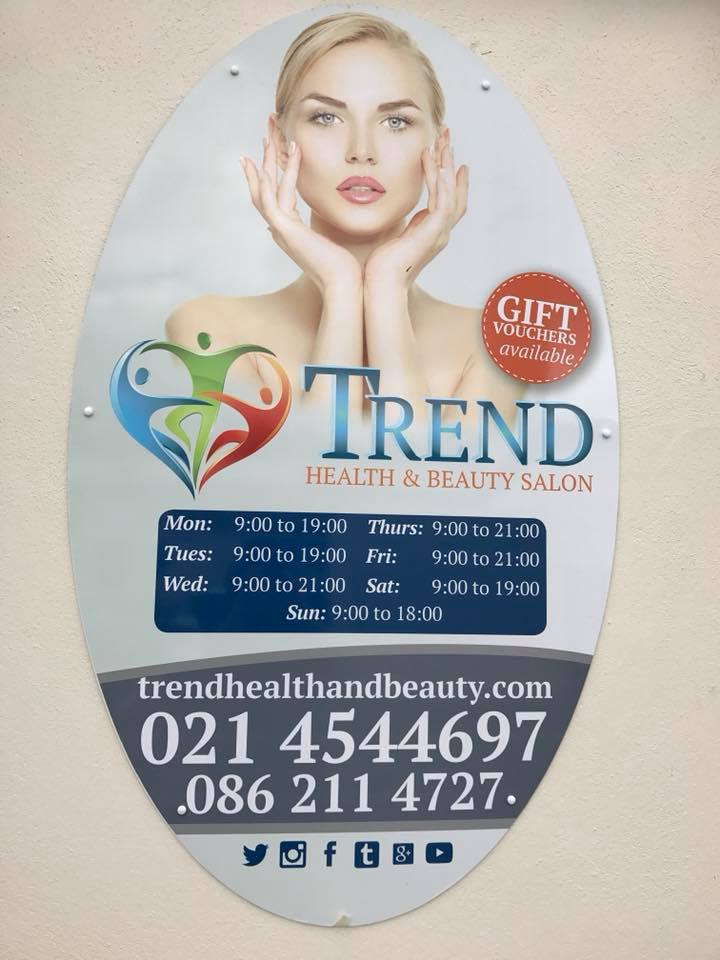 GIFT
VOUCHERS
available
TREND
HEALTH & BEAUTY SALON
Mon: 9:00 to 19:00 Thurs: 9:00 to 21:00
Tues: 9:00 to 19:00 Fri: 9:00 to 21:00
Wed: 9:00 to 21:00 Sat: 9:00 to 19:00
Sun: 9:00 to 18:00
trendhealthandbeauty.com
021 4544697
086 211 4727